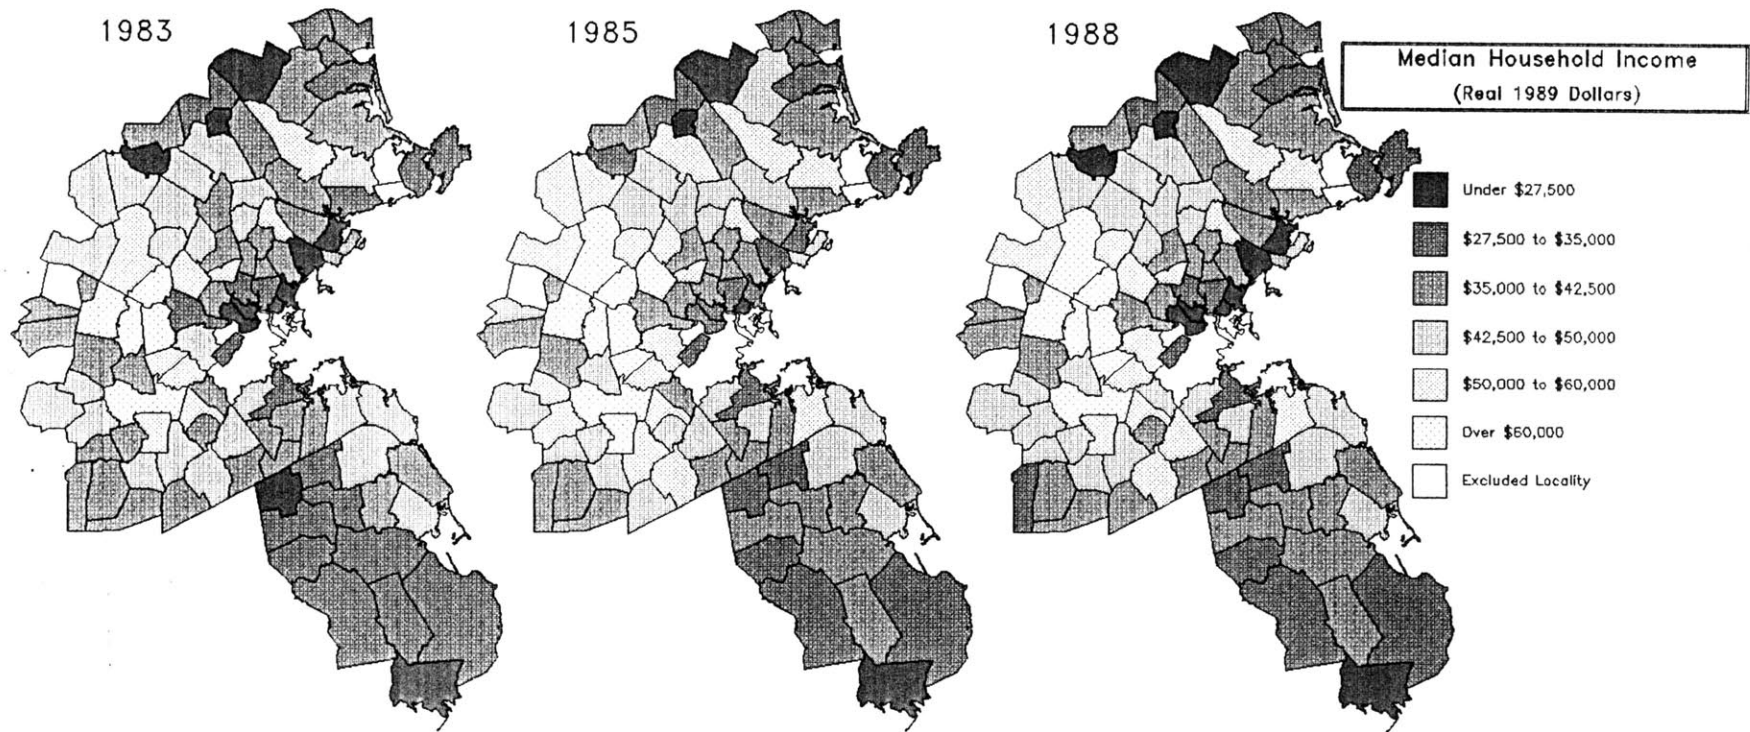 1983
1985
1988
Median Household Income
(Real 1989 Dollars)
Under $27,500
$27,500 to $35,000
$35,000 to $42,500
$42,500 to $50,000
$50,000 to $60,000
Over $60,000
Excluded Locality